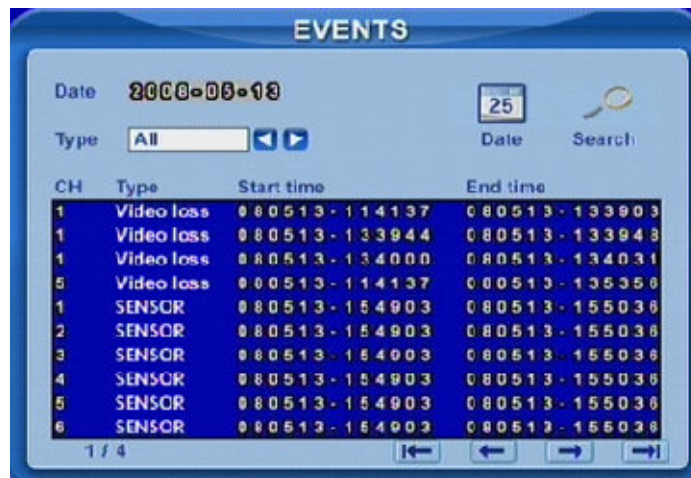 EVENTS
Date 2008-05-13
25
Type All
Date Search
CH Type Start time End time
1 Video loss 080513-114137 080513-133903
1 Video loss 080513-133944 080513-133948
1 Video loss 080513-134000 080513-134031
5 Video loss 080513-114137 080513-135356
1 SENSOR 080513-154903 080513-155036
2 SENSOR 080513-154903 080513-155036
3 SENSOR 080513-154903 080513-155036
4 SENSOR 080513-154903 080513-155036
5 SENSOR 080513-154903 080513-155036
6 SENSOR 080513-154903 080513-155036
1 / 4